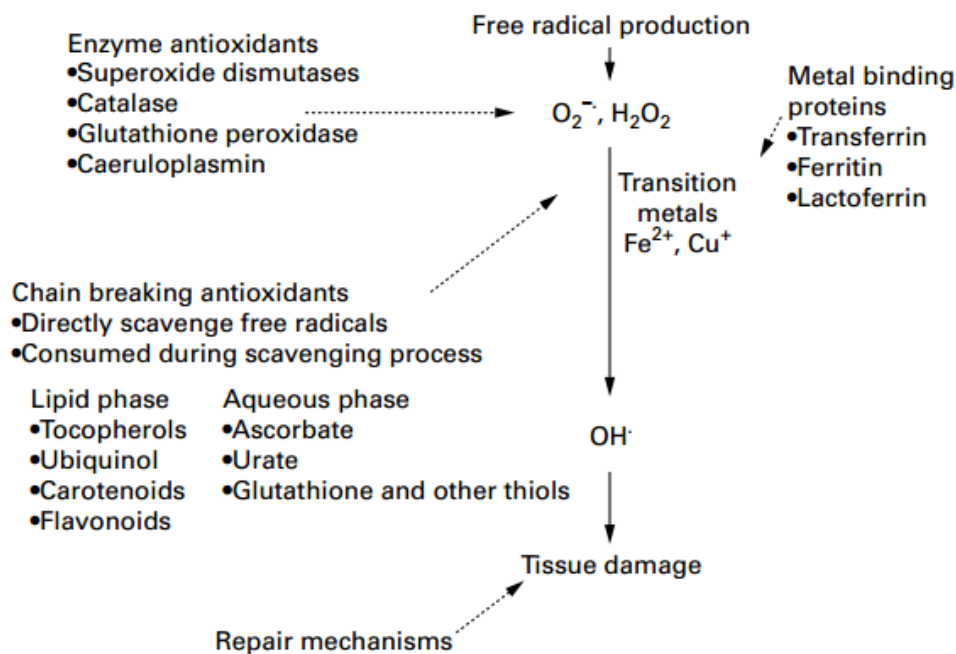 Free radical production
Enzyme antioxidants
•Superoxide dismutases
•Catalase
•Glutathione peroxidase
•Caeruloplasmin
O₂⁻·, H₂O₂
Metal binding
proteins
•Transferrin
•Ferritin
•Lactoferrin
Transition
metals
Fe²⁺, Cu⁺
Chain breaking antioxidants
•Directly scavenge free radicals
•Consumed during scavenging process
Lipid phase
•Tocopherols
•Ubiquinol
•Carotenoids
•Flavonoids
Aqueous phase
•Ascorbate
•Urate
•Glutathione and other thiols
OH·
Tissue damage
Repair mechanisms